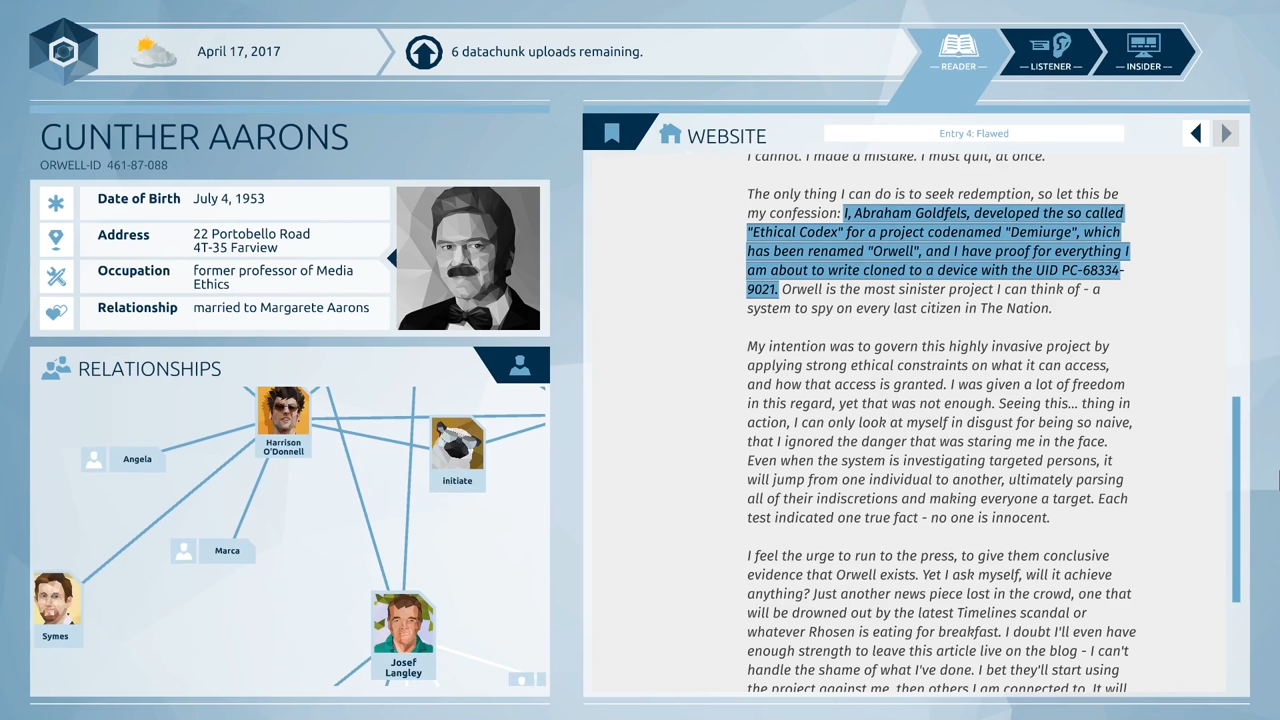 April 17, 2017
6 datachunk uploads remaining.
— READER —
— LISTENER —
— INSIDER —
GUNTHER AARONS
ORWELL-ID 461-87-088
Date of Birth July 4, 1953
Address 22 Portobello Road
4T-35 Farview
Occupation former professor of Media
Ethics
Relationship married to Margarete Aarons
RELATIONSHIPS
Harrison
O'Donnell
Angela
initiate
Marca
Symes
Josef
Langley
WEBSITE
Entry 4: Flawed
I cannot. I made a mistake. I must quit, at once.
The only thing I can do is to seek redemption, so let this be
my confession: I, Abraham Goldfels, developed the so called
"Ethical Codex" for a project codenamed "Demiurge", which
has been renamed "Orwell", and I have proof for everything I
am about to write cloned to a device with the UID PC-68334-
9021. Orwell is the most sinister project I can think of - a
system to spy on every last citizen in The Nation.
My intention was to govern this highly invasive project by
applying strong ethical constraints on what it can access,
and how that access is granted. I was given a lot of freedom
in this regard, yet that was not enough. Seeing this... thing in
action, I can only look at myself in disgust for being so naive,
that I ignored the danger that was staring me in the face.
Even when the system is investigating targeted persons, it
will jump from one individual to another, ultimately parsing
all of their indiscretions and making everyone a target. Each
test indicated one true fact - no one is innocent.
I feel the urge to run to the press, to give them conclusive
evidence that Orwell exists. Yet I ask myself, will it achieve
anything? Just another news piece lost in the crowd, one that
will be drowned out by the latest Timelines scandal or
whatever Rhosen is eating for breakfast. I doubt I'll even have
enough strength to leave this article live on the blog - I can't
handle the shame of what I've done. I bet they'll start using
the project against me, then others I am connected to. It will